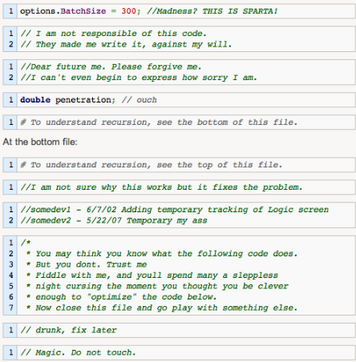 1 options.BatchSize = 300; //Madness? THIS IS SPARTA!
1 // I am not responsible of this code.
2 // They made me write it, against my will.
1 //Dear future me. Please forgive me.
2 //I can't even begin to express how sorry I am.
1 double penetration; // ouch
1 # To understand recursion, see the bottom of this file.
At the bottom file:
1 # To understand recursion, see the top of this file.
1 //I am not sure why this works but it fixes the problem.
1 //somedev1 - 6/7/02 Adding temporary tracking of Logic screen
2 //somedev2 - 5/22/07 Temporary my ass
1 /*
2 * You may think you know what the following code does.
3 * But you dont. Trust me
4 * Fiddle with me, and youll spend many a sleppless
5 * night cursing the moment you thought you be clever
6 * enough to "optimize" the code below.
7 * Now close this file and go play with something else.
1 // drunk, fix later
1 // Magic. Do not touch.